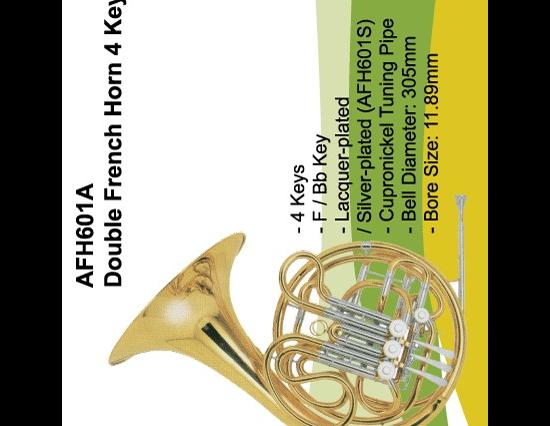 AFH601A
Double French Horn 4 Key
- 4 Keys
- F / Bb Key
- Lacquer-plated
/ Silver-plated (AFH601S)
- Cupronickel Tuning Pipe
- Bell Diameter: 305mm
- Bore Size: 11.89mm